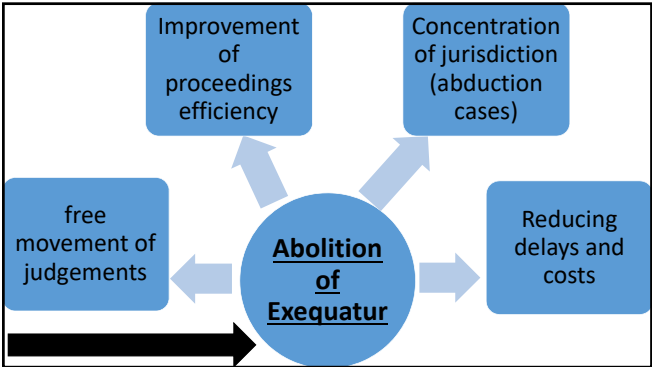 Improvement
of
proceedings
efficiency
Concentration
of jurisdiction
(abduction
cases)
free
movement of
judgements
Abolition
of
Exequatur
Reducing
delays and
costs